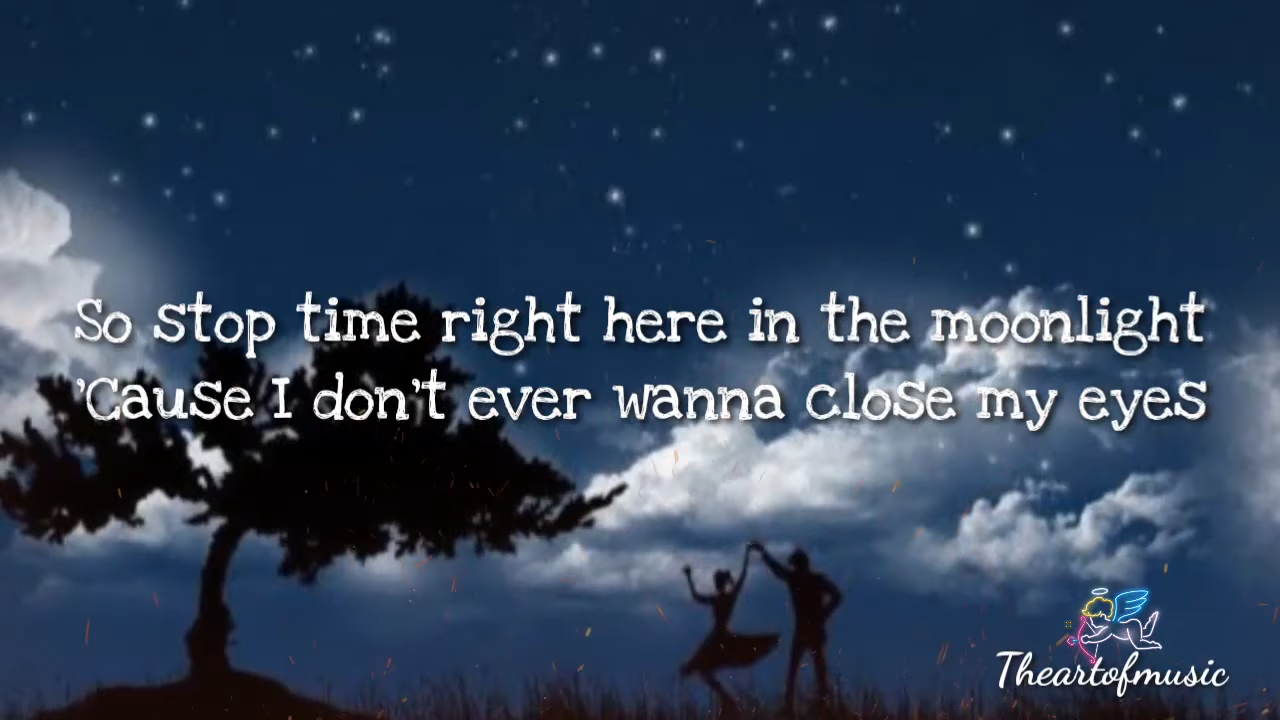 So stop time right here in the moonlight
'Cause I don't ever wanna close my eyes
Theartofmusic